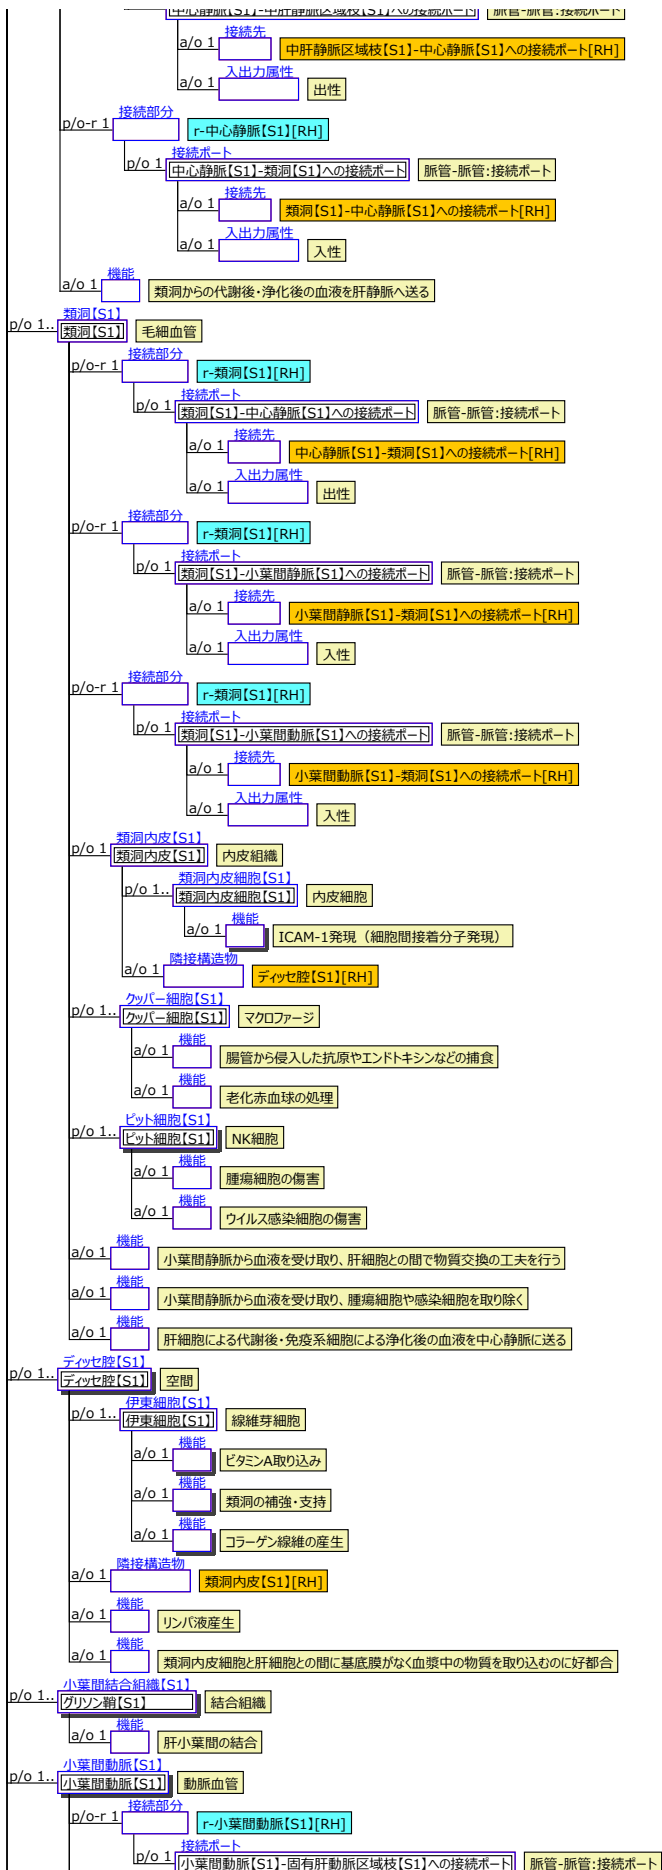 中心静脈【S1】-中肝静脈区域枝【S1】への接続ポート 脈管-脈管:接続ポート
接続先
a/o 1 中肝静脈区域枝【S1】-中心静脈【S1】への接続ポート[RH]
入出力属性
a/o 1 出性
接続部分
p/o-r 1 r-中心静脈【S1】[RH]
接続ポート
p/o 1 中心静脈【S1】-類洞【S1】への接続ポート 脈管-脈管:接続ポート
接続先
a/o 1 類洞【S1】-中心静脈【S1】への接続ポート[RH]
入出力属性
a/o 1 入性
機能
a/o 1 類洞からの代謝後・浄化後の血液を肝静脈へ送る
類洞【S1】
p/o 1.. 類洞【S1】 毛細血管
接続部分
p/o-r 1 r-類洞【S1】[RH]
接続ポート
p/o 1 類洞【S1】-中心静脈【S1】への接続ポート 脈管-脈管:接続ポート
接続先
a/o 1 中心静脈【S1】-類洞【S1】への接続ポート[RH]
入出力属性
a/o 1 出性
接続部分
p/o-r 1 r-類洞【S1】[RH]
接続ポート
p/o 1 類洞【S1】-小葉間静脈【S1】への接続ポート 脈管-脈管:接続ポート
接続先
a/o 1 小葉間静脈【S1】-類洞【S1】への接続ポート[RH]
入出力属性
a/o 1 入性
接続部分
p/o-r 1 r-類洞【S1】[RH]
接続ポート
p/o 1 類洞【S1】-小葉間動脈【S1】への接続ポート 脈管-脈管:接続ポート
接続先
a/o 1 小葉間動脈【S1】-類洞【S1】への接続ポート[RH]
入出力属性
a/o 1 入性
類洞内皮【S1】
p/o 1 類洞内皮【S1】 内皮組織
類洞内皮細胞【S1】
p/o 1.. 類洞内皮細胞【S1】 内皮細胞
機能
a/o 1 ICAM-1発現（細胞間接着分子発現）
隣接構造物
a/o 1 ディッセ腔【S1】[RH]
クッパー細胞【S1】
p/o 1.. クッパー細胞【S1】 マクロファージ
機能
a/o 1 腸管から侵入した抗原やエンドトキシンなどの捕食
機能
a/o 1 老化赤血球の処理
ピット細胞【S1】
p/o 1.. ピット細胞【S1】 NK細胞
機能
a/o 1 腫瘍細胞の傷害
機能
a/o 1 ウイルス感染細胞の傷害
機能
a/o 1 小葉間静脈から血液を受け取り、肝細胞との間で物質交換の工夫を行う
機能
a/o 1 小葉間静脈から血液を受け取り、腫瘍細胞や感染細胞を取り除く
機能
a/o 1 肝細胞による代謝後・免疫系細胞による浄化後の血液を中心静脈に送る
ディッセ腔【S1】
p/o 1.. ディッセ腔【S1】 空間
伊東細胞【S1】
p/o 1.. 伊東細胞【S1】 線維芽細胞
機能
a/o 1 ビタミンA取り込み
機能
a/o 1 類洞の補強・支持
機能
a/o 1 コラーゲン線維の産生
隣接構造物
a/o 1 類洞内皮【S1】[RH]
機能
a/o 1 リンパ液産生
機能
a/o 1 類洞内皮細胞と肝細胞との間に基底膜がなく血漿中の物質を取り込むのに好都合
小葉間結合組織【S1】
p/o 1.. グリソン鞘【S1】 結合組織
機能
a/o 1 肝小葉間の結合
小葉間動脈【S1】
p/o 1.. 小葉間動脈【S1】 動脈血管
接続部分
p/o-r 1 r-小葉間動脈【S1】[RH]
接続ポート
p/o 1 小葉間動脈【S1】-固有肝動脈区域枝【S1】への接続ポート 脈管-脈管:接続ポート